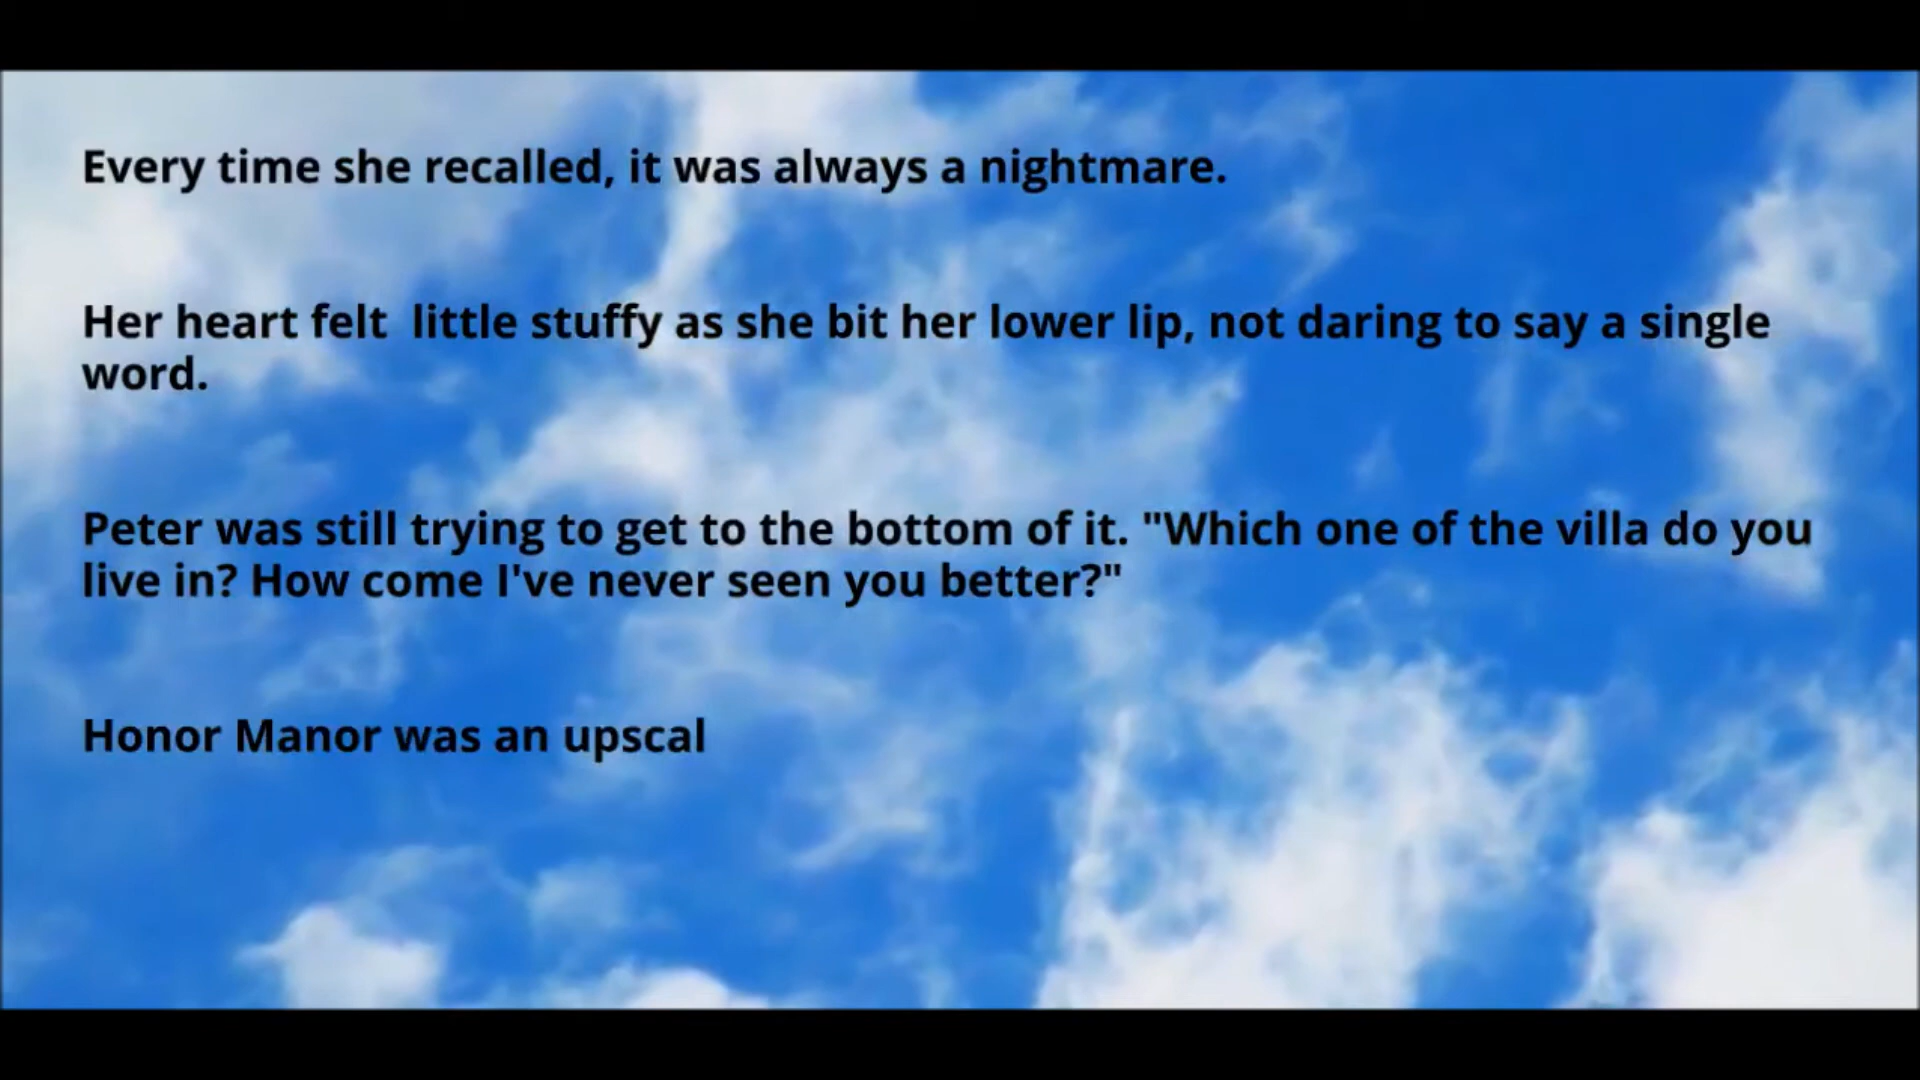 Every time she recalled, it was always a nightmare.
Her heart felt  little stuffy as she bit her lower lip, not daring to say a single
word.
Peter was still trying to get to the bottom of it. "Which one of the villa do you
live in? How come I've never seen you better?"
Honor Manor was an upscal